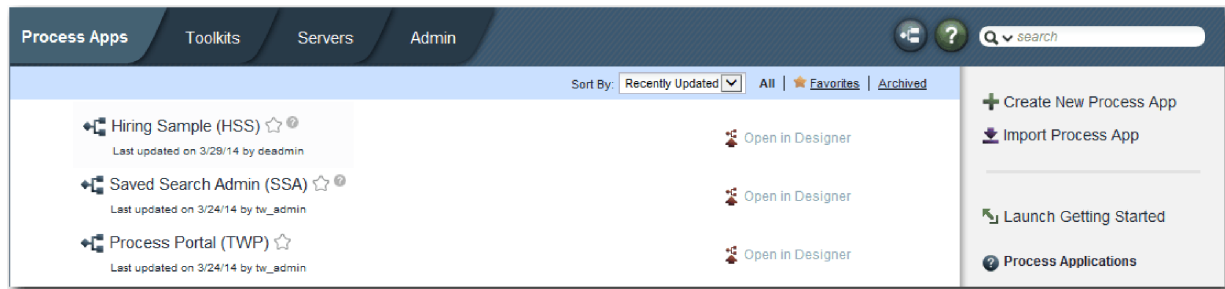 Process Apps Toolkits Servers Admin ? search
Sort By: Recently Updated All | Favorites | Archived
Hiring Sample (HSS) ?
Last updated on 3/29/14 by deadmin
Open in Designer
Saved Search Admin (SSA) ?
Last updated on 3/24/14 by tw_admin
Open in Designer
Process Portal (TWP)
Last updated on 3/24/14 by tw_admin
Open in Designer
Create New Process App
Import Process App
Launch Getting Started
? Process Applications